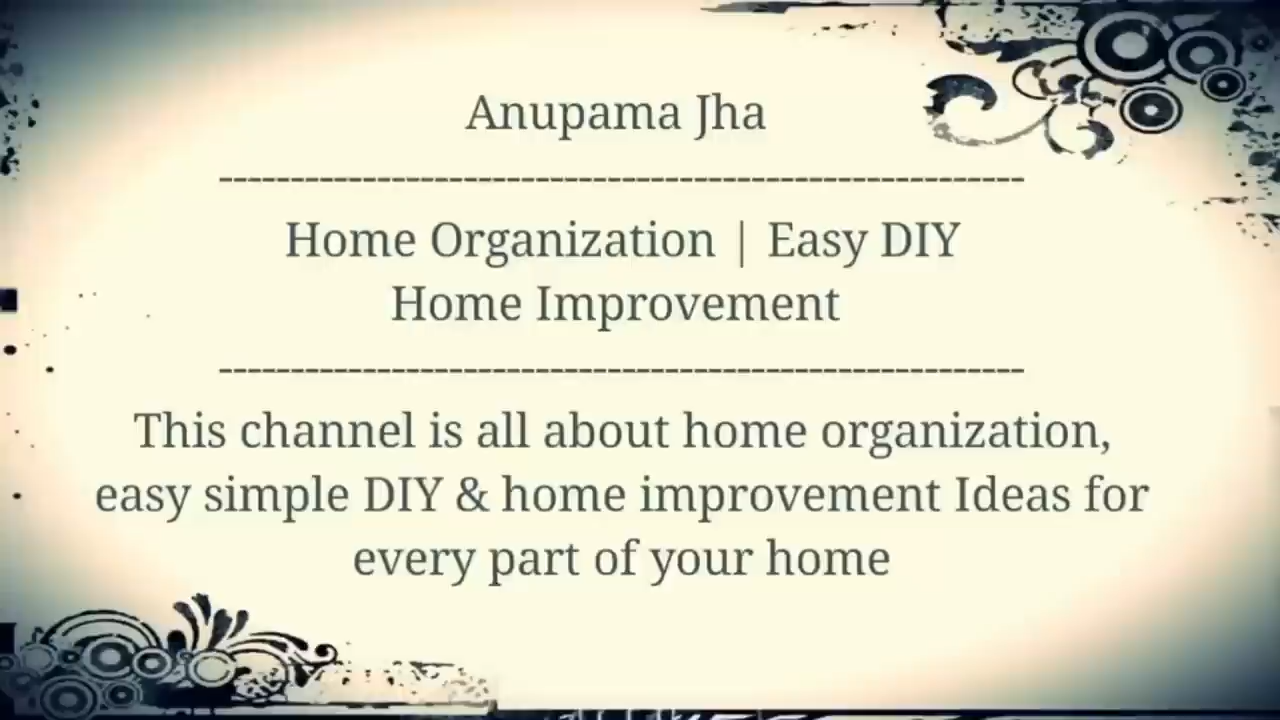 Anupama Jha
--------------------------------------------------------
Home Organization | Easy DIY
Home Improvement
--------------------------------------------------------
This channel is all about home organization,
easy simple DIY & home improvement Ideas for
every part of your home